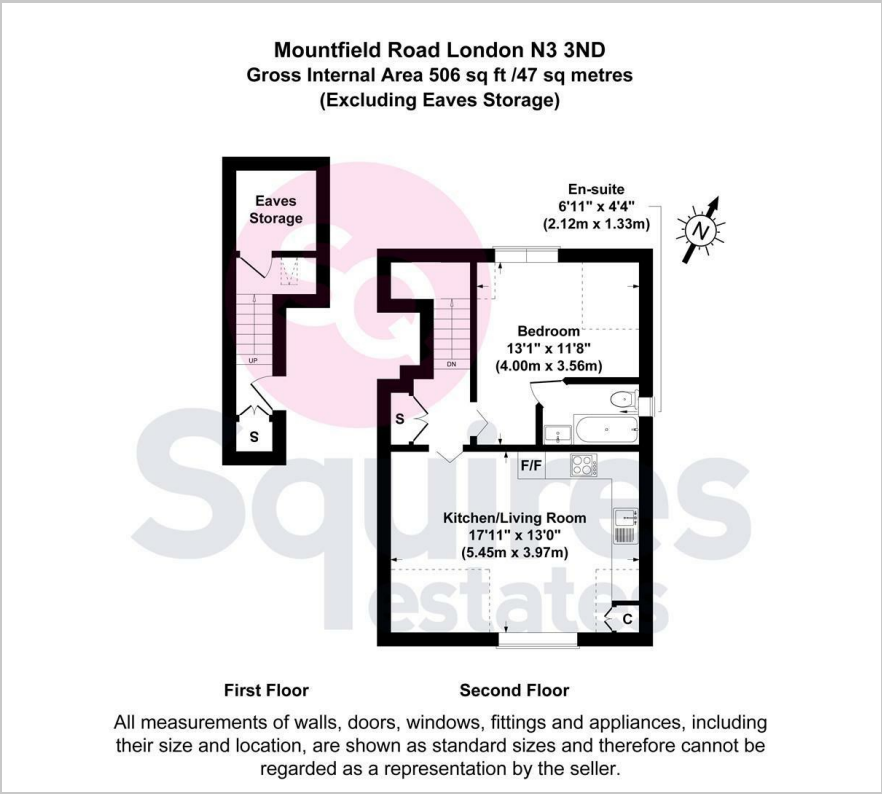 Mountfield Road London N3 3ND
Gross Internal Area 506 sq ft /47 sq metres
(Excluding Eaves Storage)
En-suite
6'11" x 4'4"
(2.12m x 1.33m)
N
Eaves
Storage
UP
S
SQ
Squires
estates
Bedroom
13'1" x 11'8"
(4.00m x 3.56m)
DN
S
F/F
Kitchen/Living Room
17'11" x 13'0"
(5.45m x 3.97m)
C
First Floor
Second Floor
All measurements of walls, doors, windows, fittings and appliances, including
their size and location, are shown as standard sizes and therefore cannot be
regarded as a representation by the seller.